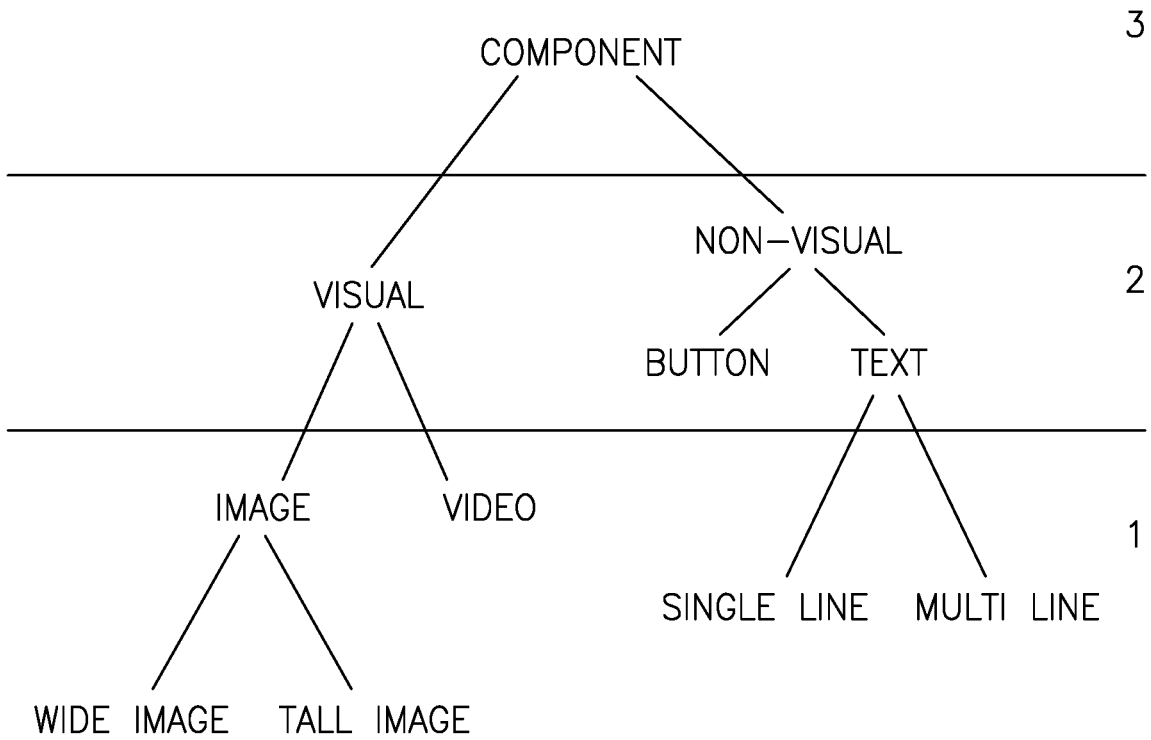 3
COMPONENT
NON-VISUAL
2
VISUAL
BUTTON TEXT
IMAGE VIDEO
1
SINGLE LINE MULTI LINE
WIDE IMAGE TALL IMAGE